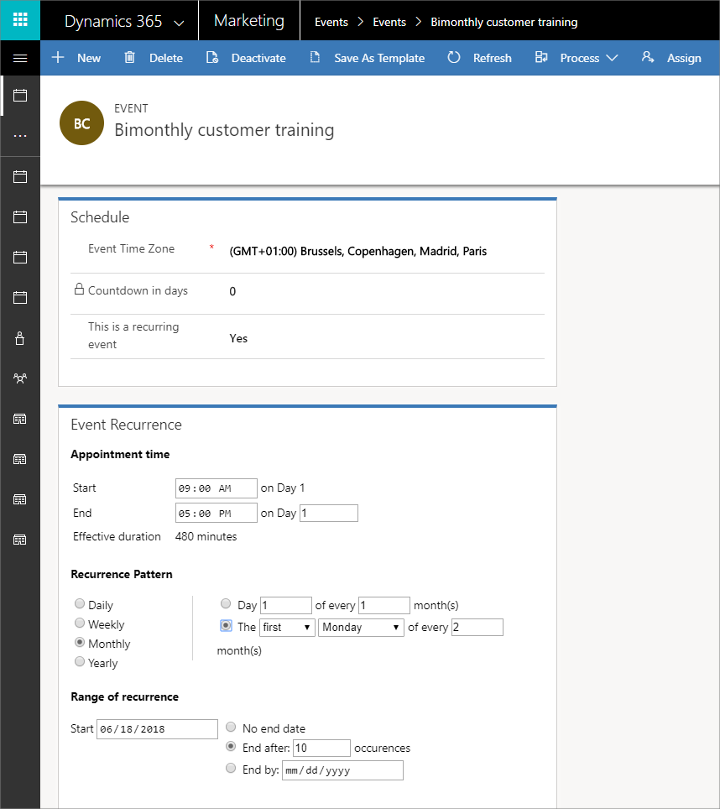 Dynamics 365 Marketing Events > Events > Bimonthly customer training
New Delete Deactivate Save As Template Refresh Process Assign
BC
EVENT
Bimonthly customer training
Schedule
Event Time Zone * (GMT+01:00) Brussels, Copenhagen, Madrid, Paris
Countdown in days 0
This is a recurring
event
Yes
Event Recurrence
Appointment time
Start 09:00 AM on Day 1
End 05:00 PM on Day 1
Effective duration 480 minutes
Recurrence Pattern
Daily
Weekly
Monthly
Yearly
Day 1 of every 1 month(s)
The first Monday of every 2
month(s)
Range of recurrence
Start 06/18/2018
No end date
End after: 10 occurences
End by: mm/dd/yyyy